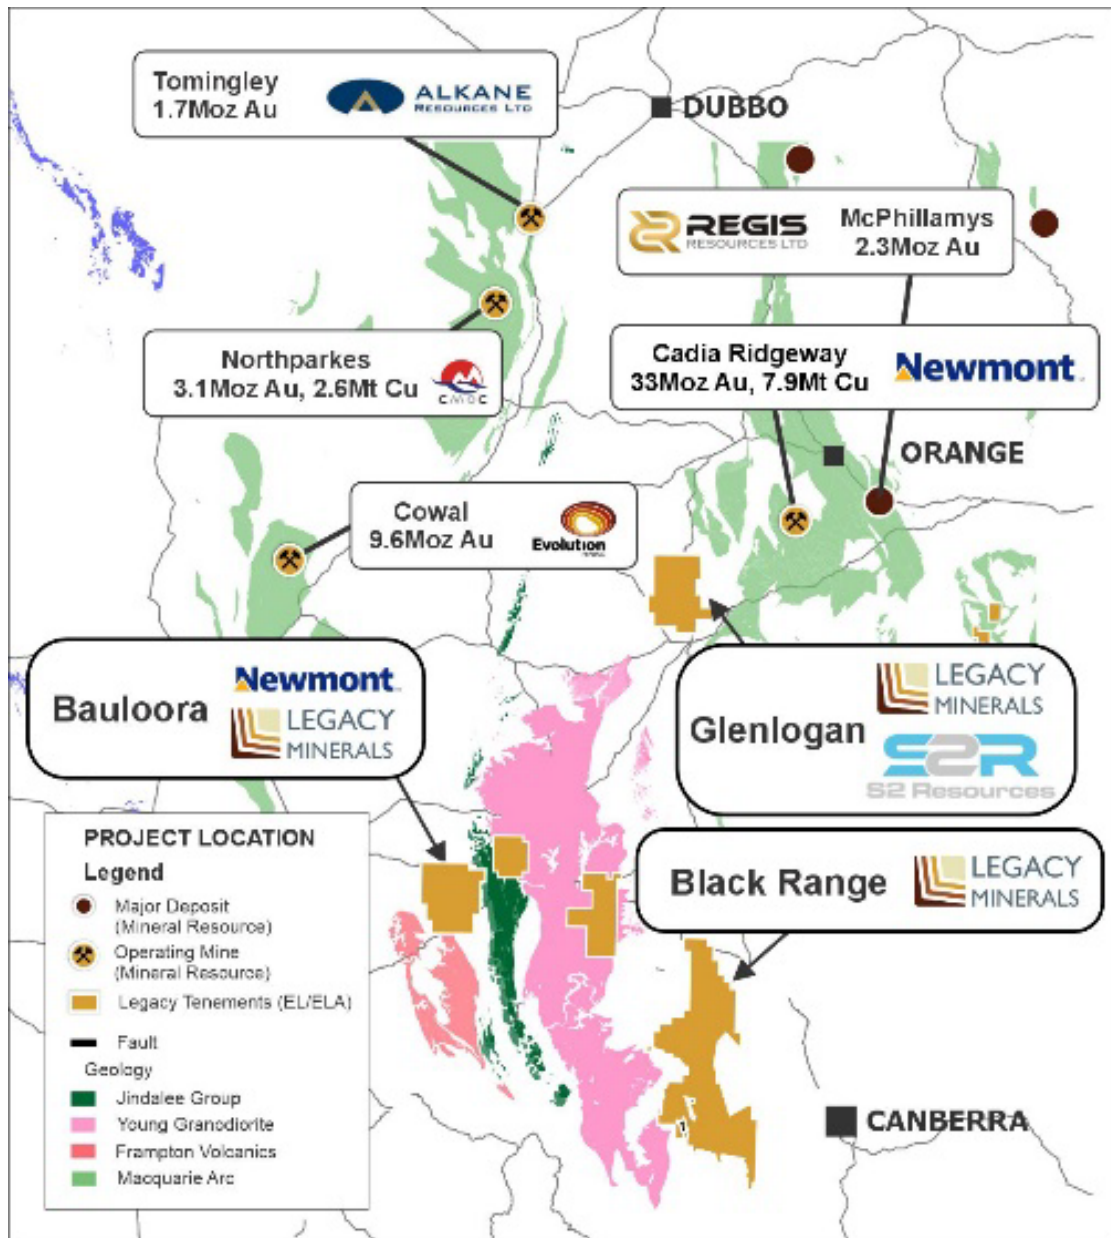 Tomingley
1.7Moz Au
ALKANE
RESOURCES LTD
DUBBO
REGIS
RESOURCES LTD
McPhillamys
2.3Moz Au
Northparkes
3.1Moz Au, 2.6Mt Cu
CMOC
Cadia Ridgeway
33Moz Au, 7.9Mt Cu
Newmont
ORANGE
Cowal
9.6Moz Au
Evolution
Bauloora
Newmont
LEGACY
MINERALS
Glenlogan
LEGACY
MINERALS
S2R
S2 Resources
Black Range
LEGACY
MINERALS
PROJECT LOCATION
Legend
Major Deposit
(Mineral Resource)
Operating Mine
(Mineral Resource)
Legacy Tenements (EL/ELA)
Fault
Geology
Jindalee Group
Young Granodiorite
Frampton Volcanics
Macquarie Arc
CANBERRA